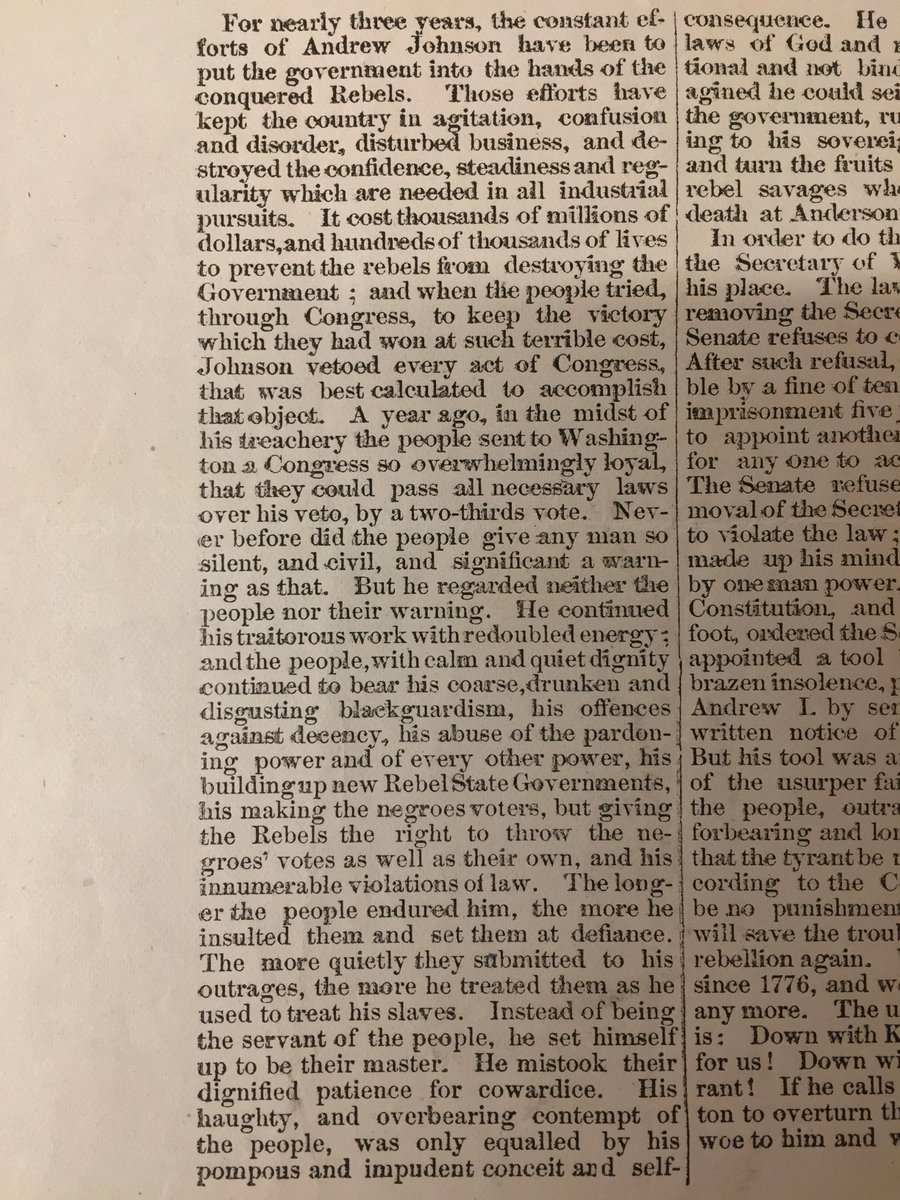 For nearly three years, the constant ef-
forts of Andrew Johnson have been to
put the government into the hands of the
conquered Rebels. Those efforts have
kept the country in agitation, confusion
and disorder, disturbed business, and de-
stroyed the confidence, steadiness and reg-
ularity which are needed in all industrial
pursuits. It cost thousands of millions of
dollars, and hundreds of thousands of lives
to prevent the rebels from destroying the
Government ; and when the people tried,
through Congress, to keep the victory
which they had won at such terrible cost,
Johnson vetoed every act of Congress,
that was best calculated to accomplish
that object. A year ago, in the midst of
his treachery the people sent to Washing-
ton a Congress so overwhelmingly loyal,
that they could pass all necessary laws
over his veto, by a two-thirds vote. Nev-
er before did the people give any man so
silent, and civil, and significant a warn-
ing as that. But he regarded neither the
people nor their warning. He continued
his traitorous work with redoubled energy;
and the people, with calm and quiet dignity
continued to bear his coarse, drunken and
disgusting blackguardism, his offences
against decency, his abuse of the pardon-
ing power and of every other power, his
building up new Rebel State Governments,
his making the negroes voters, but giving
the Rebels the right to throw the ne-
groes' votes as well as their own, and his
innumerable violations of law. The long-
er the people endured him, the more he
insulted them and set them at defiance.
The more quietly they submitted to his
outrages, the more he treated them as he
used to treat his slaves. Instead of being
the servant of the people, he set himself
up to be their master. He mistook their
dignified patience for cowardice. His
haughty, and overbearing contempt of
the people, was only equalled by his
pompous and impudent conceit and self-
consequence. He
laws of God and
tional and not bind
agined he could sei
the government, ru
ing to his sovereig
and turn the fruits
rebel savages who
death at Anderson
In order to do th
the Secretary of
his place. The law
removing the Secre
Senate refuses to c
After such refusal,
ble by a fine of ten
imprisonment five
to appoint another
for any one to ac
The Senate refuse
moval of the Secret
to violate the law;
made up his mind
by one man power.
Constitution, and
foot, ordered the S
appointed a tool
brazen insolence, p
Andrew I. by ser
written notice of
But his tool was a
of the usurper fai
the people, outra
forbearing and lon
that the tyrant be
cording to the C
be no punishmen
will save the troul
rebellion again.
since 1776, and w
any more. The u
is: Down with K
for us! Down wi
rant! If he calls
ton to overturn th
woe to him and